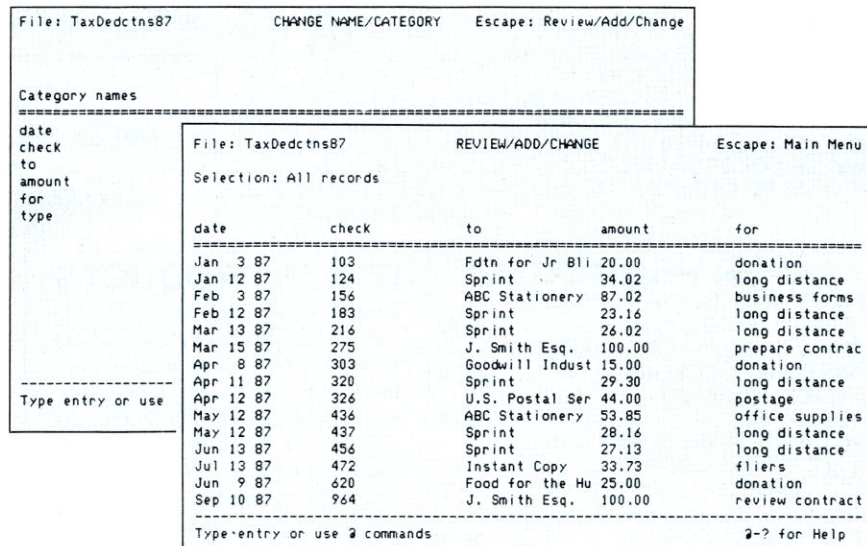 File: TaxDedctns87 CHANGE NAME/CATEGORY Escape: Review/Add/Change
Category names
date
check
to
amount
for
type
Type entry or use
File: TaxDedctns87 REVIEW/ADD/CHANGE Escape: Main Menu
Selection: All records
date check to amount for
Jan 3 87 103 Fdtn for Jr Bli 20.00 donation
Jan 12 87 124 Sprint 34.02 long distance
Feb 3 87 156 ABC Stationery 87.02 business forms
Feb 12 87 183 Sprint 23.16 long distance
Mar 13 87 216 Sprint 26.02 long distance
Mar 15 87 275 J. Smith Esq. 100.00 prepare contrac
Apr 8 87 303 Goodwill Indust 15.00 donation
Apr 11 87 320 Sprint 29.30 long distance
Apr 12 87 326 U.S. Postal Ser 44.00 postage
May 12 87 436 ABC Stationery 53.85 office supplies
May 12 87 437 Sprint 28.16 long distance
Jun 13 87 456 Sprint 27.13 long distance
Jul 13 87 472 Instant Copy 33.73 fliers
Jun 9 87 620 Food for the Hu 25.00 donation
Sep 10 87 964 J. Smith Esq. 100.00 review contract
Type entry or use commands -? for Help